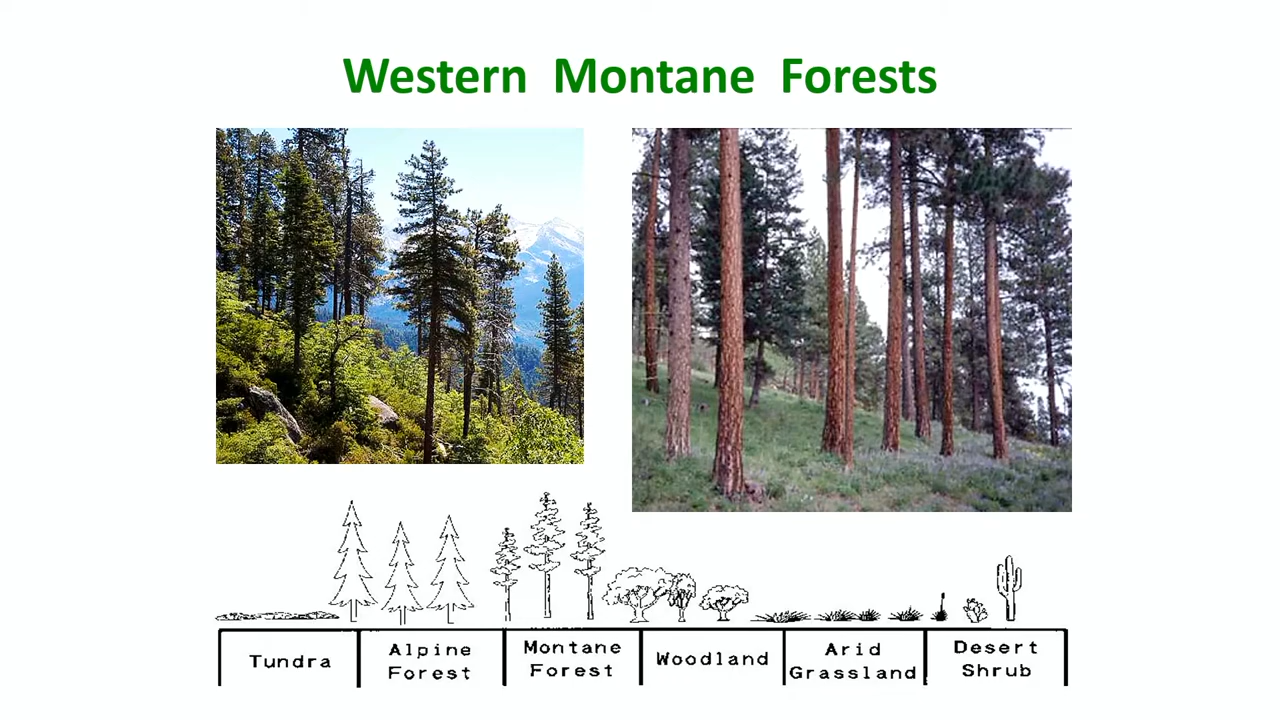 Western Montane Forests
Tundra
Alpine
Forest
Montane
Forest
Woodland
Arid
Grassland
Desert
Shrub